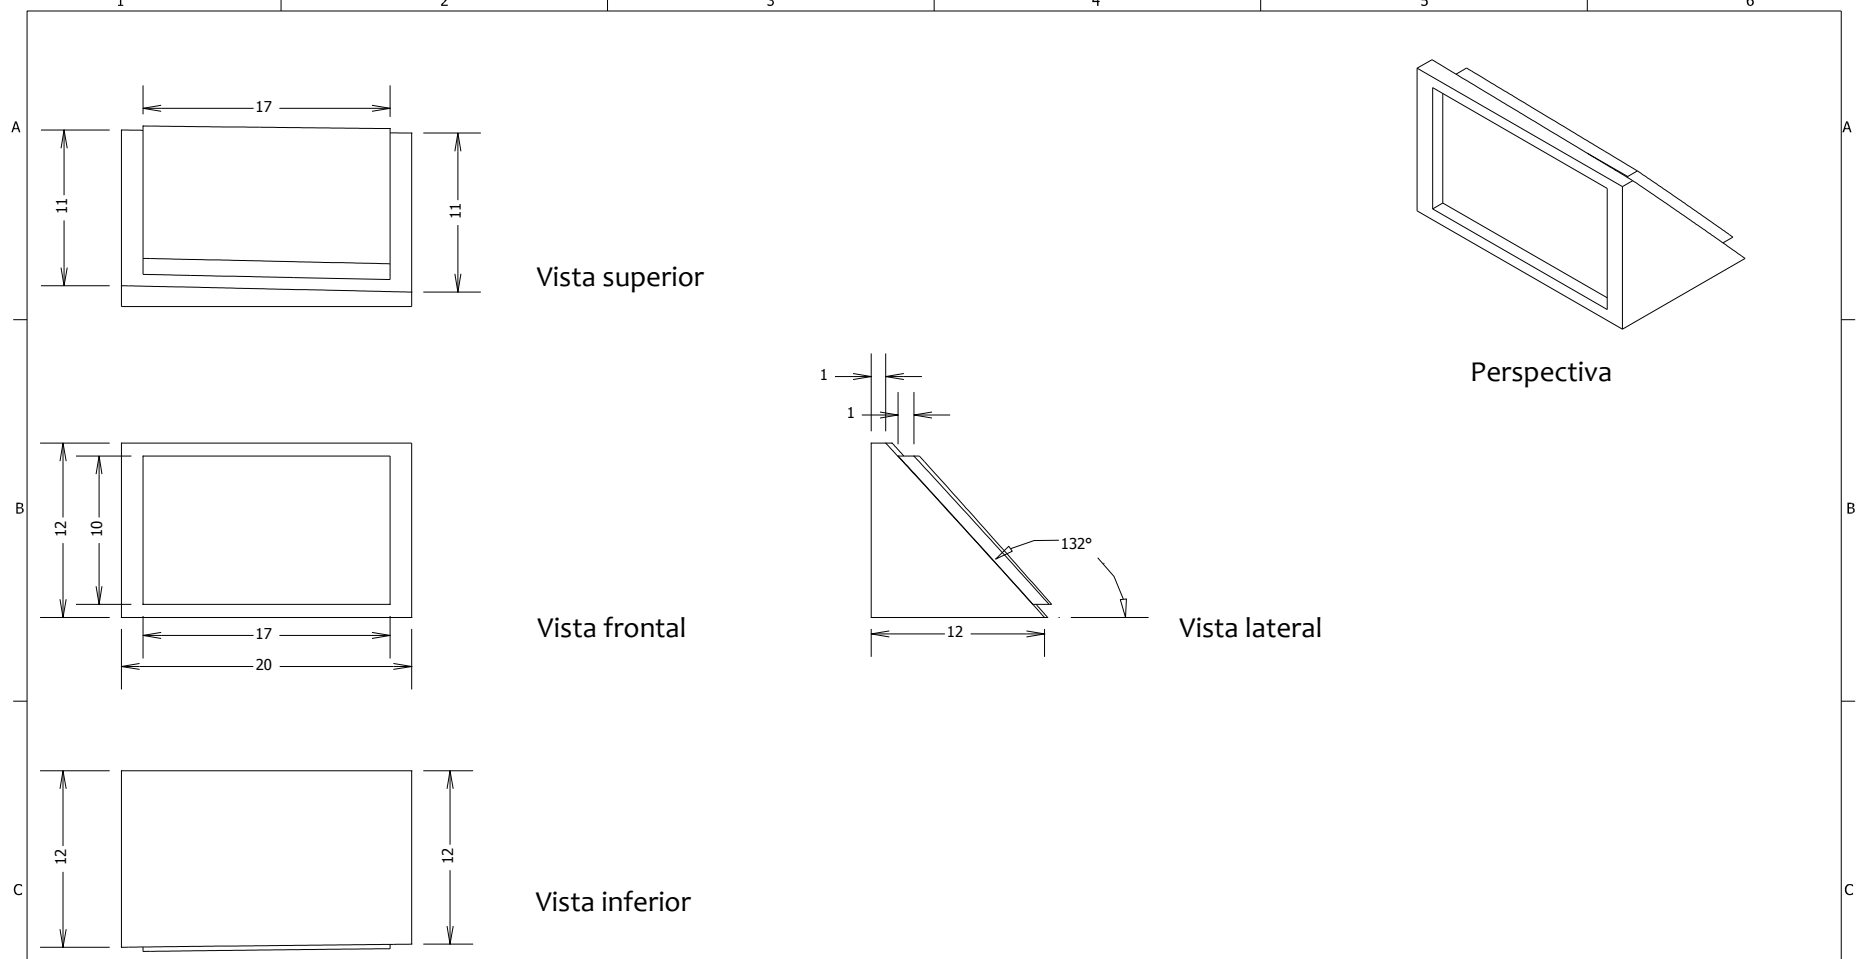 1 2 3 4 5 6
A A
17
11 11
Vista superior
Perspectiva
1
1
B B
12 10
132°
17
Vista frontal
12
Vista lateral
20
12 12
C C
Vista inferior